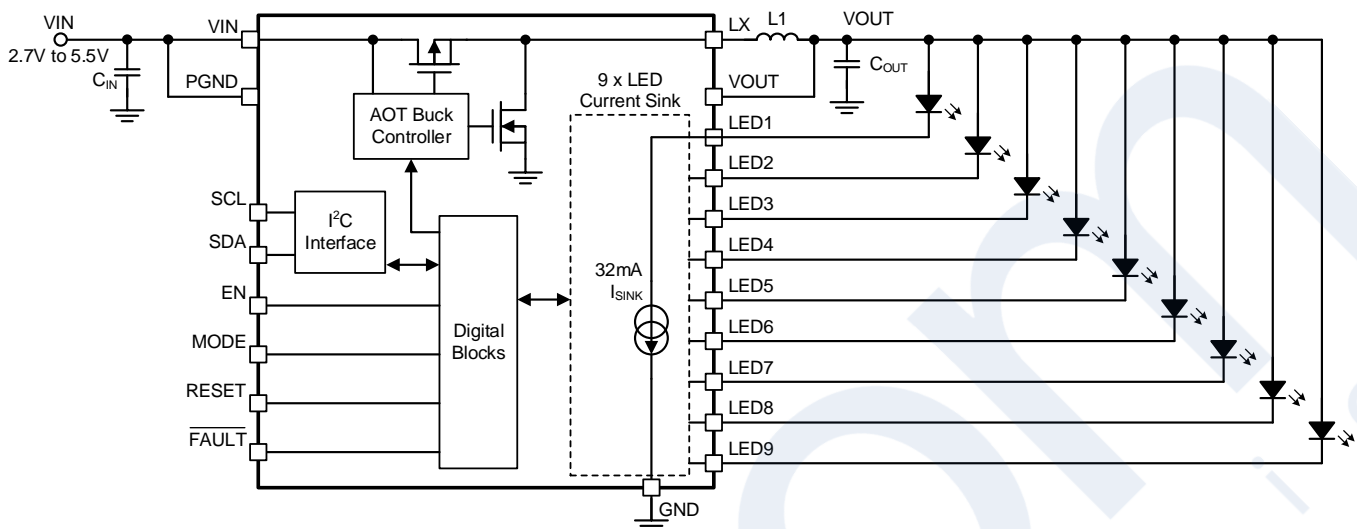 VIN
2.7V to 5.5V
CIN
VIN
PGND
AOT Buck
Controller
SCL
SDA
I2C
Interface
EN
MODE
RESET
FAULT
Digital
Blocks
9 x LED
Current Sink
32mA
ISINK
GND
LX
L1
VOUT
COUT
VOUT
LED1
LED2
LED3
LED4
LED5
LED6
LED7
LED8
LED9